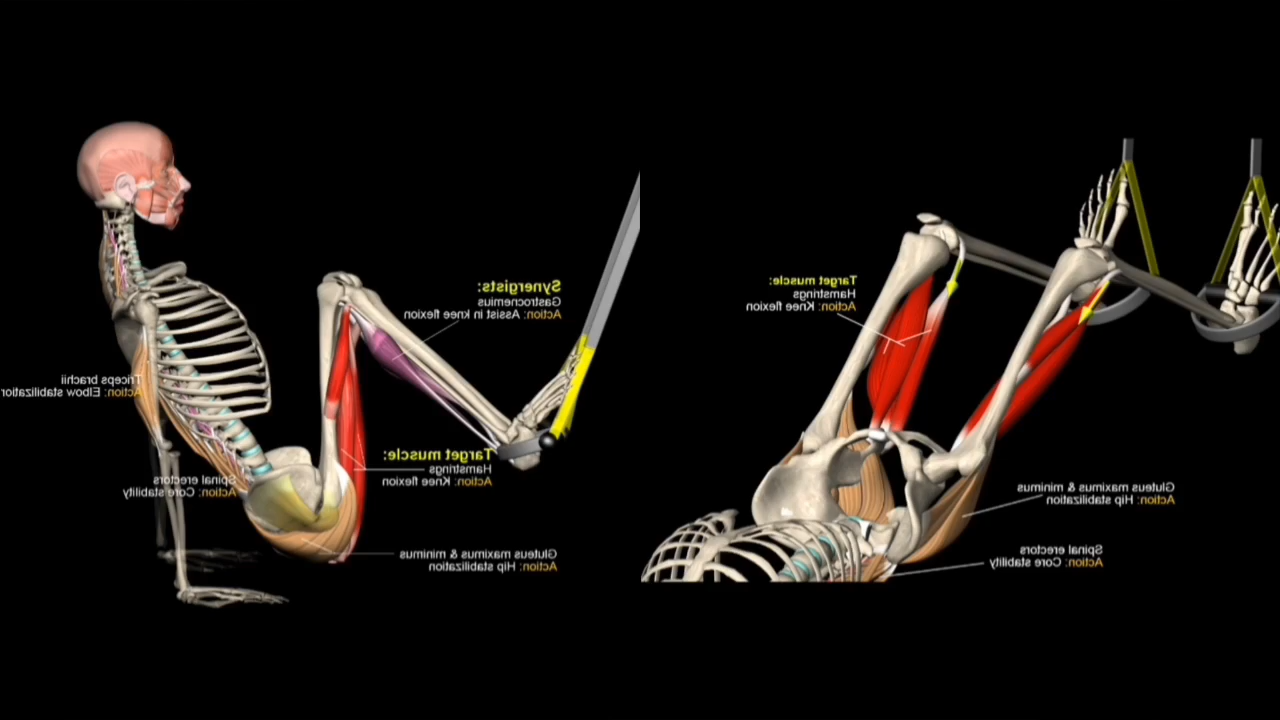 Synergists:
Gastrocnemius
Action: Assist in knee flexion
Triceps brachii
Action: Elbow stabilization
Target muscle:
Hamstrings
Action: Knee flexion
Spinal erectors
Action: Core stability
Gluteus maximus & minimus
Action: Hip stabilization
Target muscle:
Hamstrings
Action: Knee flexion
Gluteus maximus & minimus
Action: Hip stabilization
Spinal erectors
Action: Core stability